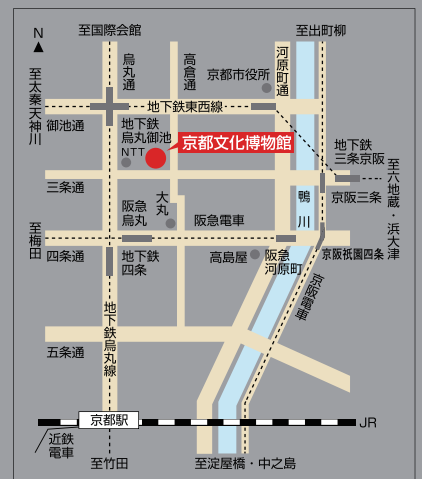 N
至国際会館
至出町柳
烏丸通
高倉通
河原町通
京都市役所
至太秦天神川
地下鉄東西線
御池通
地下鉄
烏丸御池
NTT
京都文化博物館
地下鉄
三条京阪
三条通
京阪三条
至六地蔵・浜大津
鴨川
阪急
烏丸
大丸
阪急電車
至梅田
四条通
地下鉄
四条
高島屋
阪急
河原町
京阪祇園四条
京阪電車
地下鉄烏丸線
五条通
京都駅
JR
近鉄
電車
至竹田
至淀屋橋・中之島